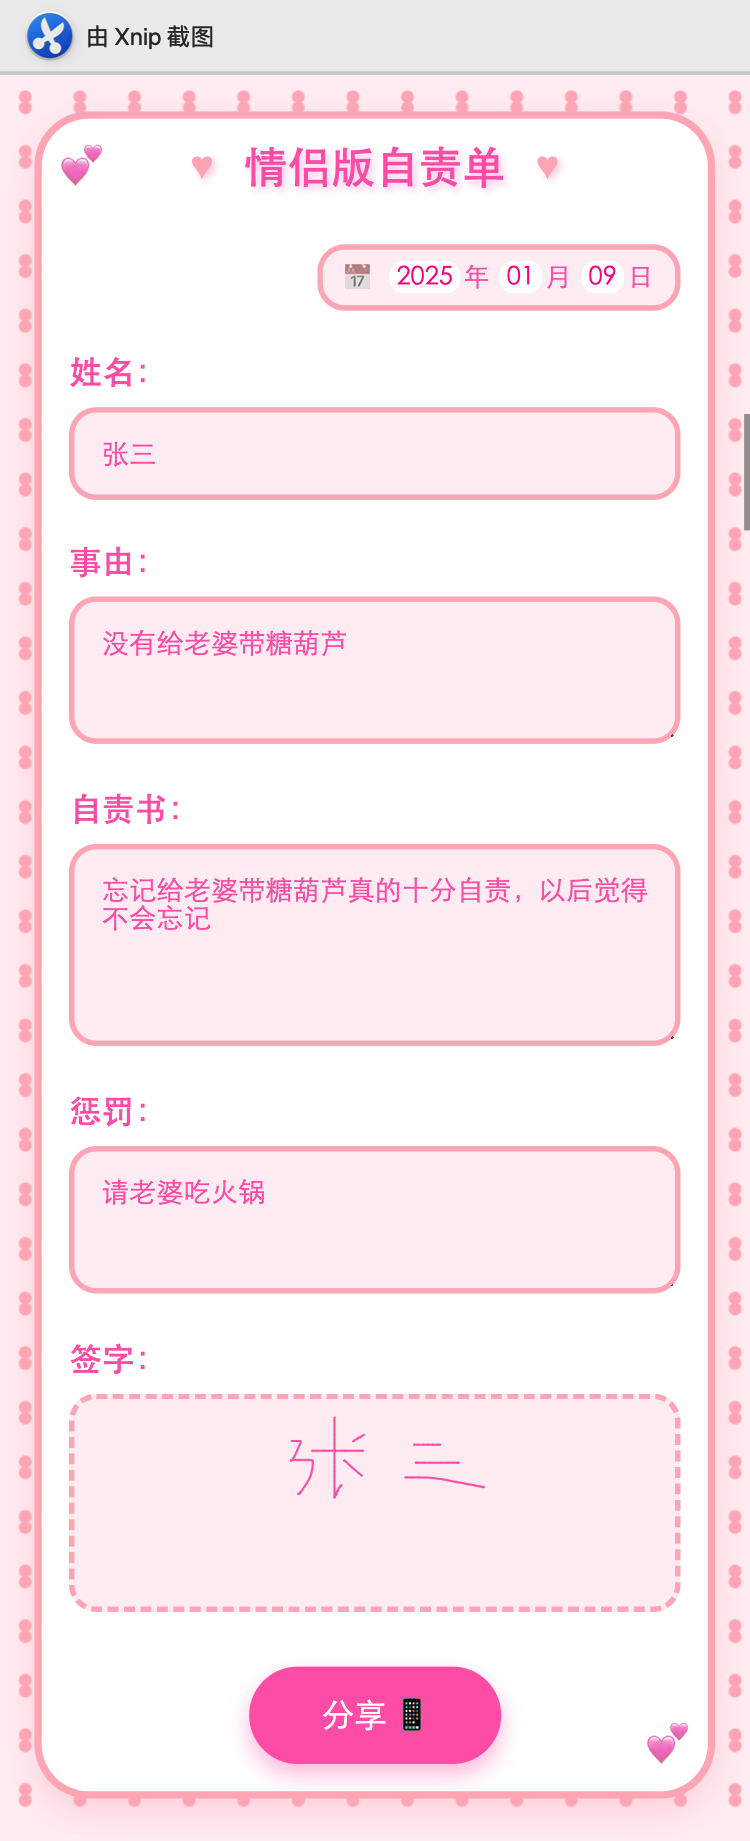 由 Xnip 截图
♥ 情侣版自责单 ♥
📅 2025 年 01 月 09 日
姓名：
张三
事由：
没有给老婆带糖葫芦
自责书：
忘记给老婆带糖葫芦真的十分自责，以后觉得
不会忘记
惩罚：
请老婆吃火锅
签字：
张三
分享 📱